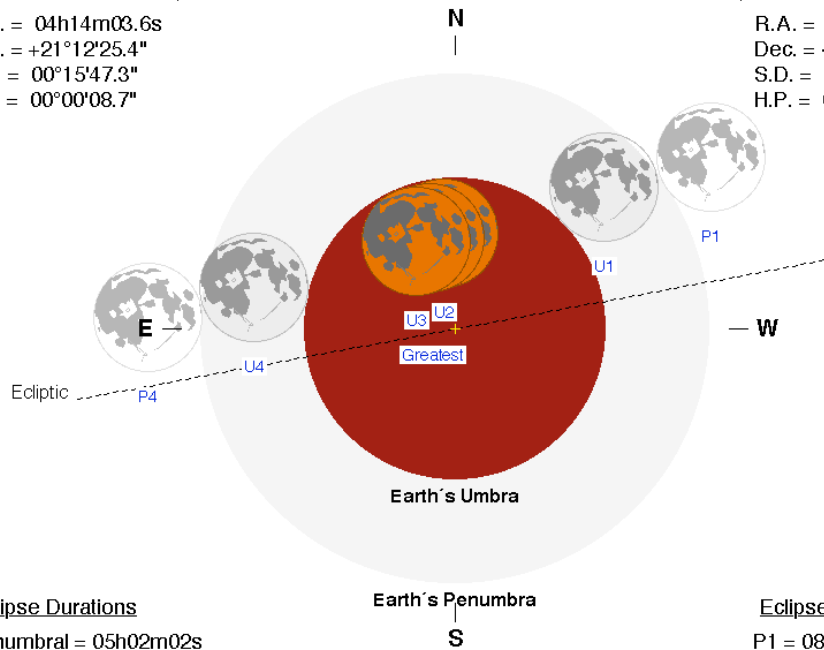 . = 04h14m03.6s
. = +21°12'25.4"
= 00°15'47.3"
= 00°00'08.7"
N
R.A. =
Dec. =
S.D. =
H.P. =
P1
U1
E
W
U3
U2
Greatest
U4
Ecliptic
P4
Earth´s Umbra
Earth´s Penumbra
S
ipse Durations
numbral = 05h02m02s
Eclipse
P1 = 08